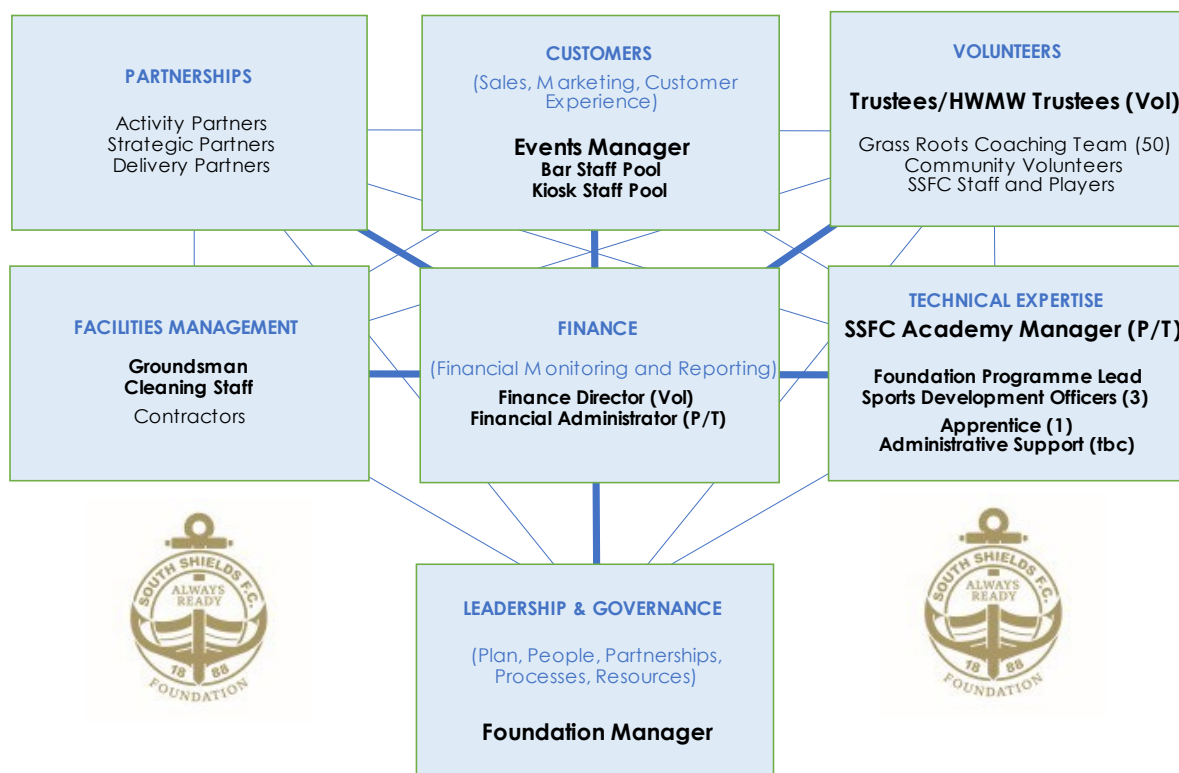 PARTNERSHIPS
Activity Partners
Strategic Partners
Delivery Partners
CUSTOMERS
(Sales, Marketing, Customer
Experience)
Events Manager
Bar Staff Pool
Kiosk Staff Pool
VOLUNTEERS
Trustees/HWMW Trustees (Vol)
Grass Roots Coaching Team (50)
Community Volunteers
SSFC Staff and Players
FACILITIES MANAGEMENT
Groundsman
Cleaning Staff
Contractors
FINANCE
(Financial Monitoring and Reporting)
Finance Director (Vol)
Financial Administrator (P/T)
TECHNICAL EXPERTISE
SSFC Academy Manager (P/T)
Foundation Programme Lead
Sports Development Officers (3)
Apprentice (1)
Administrative Support (tbc)
SOUTH SHIELDS F.C.
ALWAYS
READY
18 88
FOUNDATION
SOUTH SHIELDS F.C.
ALWAYS
READY
18 88
FOUNDATION
LEADERSHIP & GOVERNANCE
(Plan, People, Partnerships,
Processes, Resources)
Foundation Manager